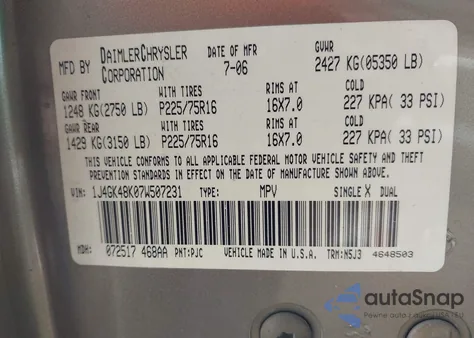 MFD BY DAIMLERCHRYSLER CORPORATION DATE OF MFR 7-06 GVWR 2427 KG(05350 LB)
GAWR FRONT WITH TIRES RIMS AT COLD
1248 KG(2750 LB) P225/75R16 16X7.0 227 KPA( 33 PSI)
GAWR REAR WITH TIRES RIMS AT COLD
1429 KG(3150 LB) P225/75R16 16X7.0 227 KPA( 33 PSI)
THIS VEHICLE CONFORMS TO ALL APPLICABLE FEDERAL MOTOR VEHICLE SAFETY AND THEFT
PREVENTION STANDARDS IN EFFECT ON THE DATE OF MANUFACTURE SHOWN ABOVE.
VIN: 1J4GK48K07W507231 TYPE: MPV SINGLE X DUAL
MDH: 072517 468AA PNT:PJC VEHICLE MADE IN U.S.A. TRM:N5J3 4648503
autoSnap